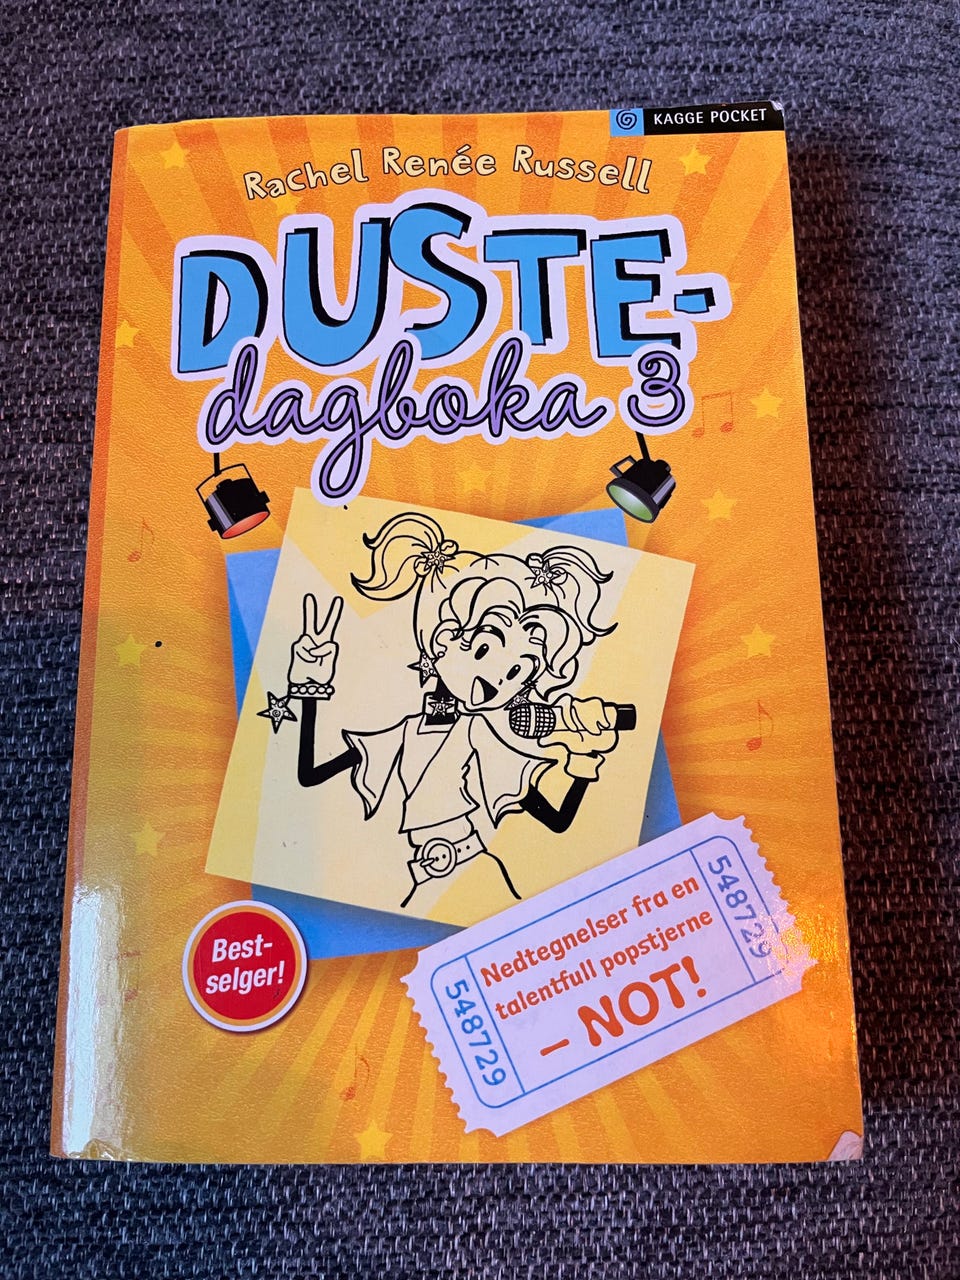 KAGGE POCKET
Rachel Renée Russell
DUSTE-
dagboka 3
Best-
selger!
548729
Nedtegnelser fra en
talentfull popstjerne
– NOT!
548729